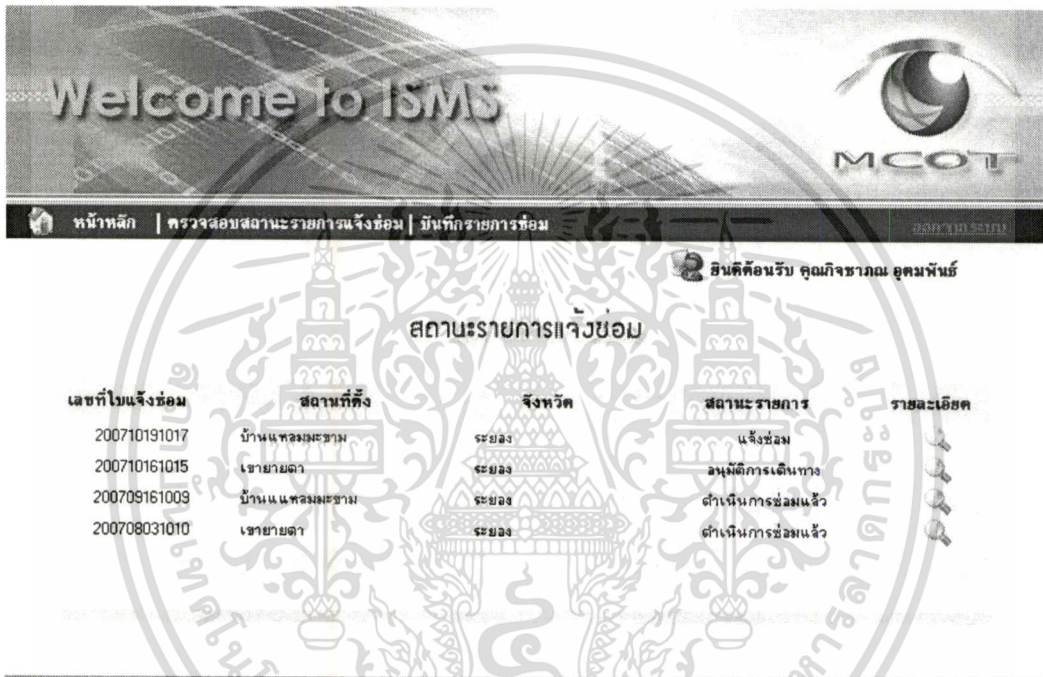 Welcome to ISMS
MCOT
หน้าหลัก | ตรวจสอบสถานะรายการแจ้งซ่อม | บันทึกรายการซ่อม
ออกจากระบบ
ยินดีต้อนรับ คุณกิจชาภณ อุดมพันธ์
สถานะรายการแจ้งซ่อม
เลขที่ใบแจ้งซ่อม สถานที่ตั้ง จังหวัด สถานะรายการ รายละเอียด
200710191017 บ้านแหลมมะขาม ระยอง แจ้งซ่อม
200710161015 เขายายดา ระยอง อนุมัติการเดินทาง
200709161009 บ้านแแหลมมะขาม ระยอง ดำเนินการซ่อมแล้ว
200708031010 เขายายดา ระยอง ดำเนินการซ่อมแล้ว